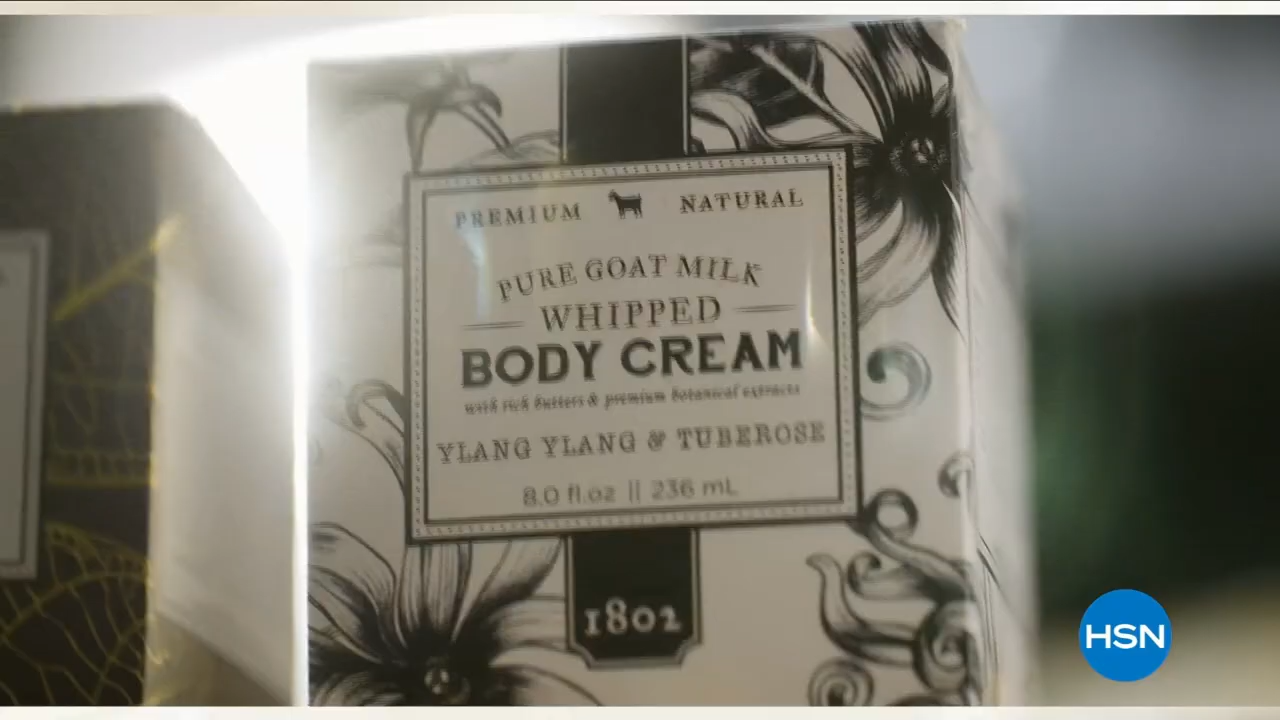 PREMIUM NATURAL
PURE GOAT MILK
WHIPPED
BODY CREAM
with rich butters & premium botanical extracts
YLANG YLANG & TUBEROSE
8.0 fl.oz || 236 mL
1802
HSN